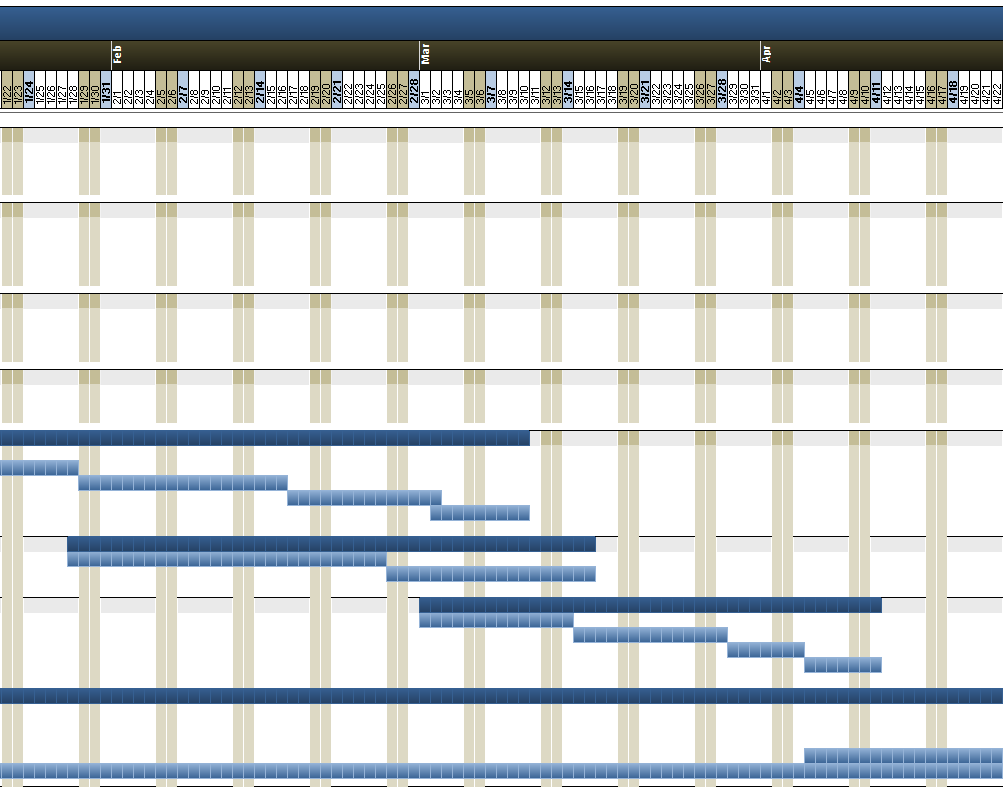 Feb Mar Apr
1/22 1/23 1/24 1/25 1/26 1/27 1/28 1/29 1/30 1/31 2/1 2/2 2/3 2/4 2/5 2/6 2/7 2/8 2/9 2/10 2/11 2/12 2/13 2/14 2/15 2/16 2/17 2/18 2/19 2/20 2/21 2/22 2/23 2/24 2/25 2/26 2/27 2/28 3/1 3/2 3/3 3/4 3/5 3/6 3/7 3/8 3/9 3/10 3/11 3/12 3/13 3/14 3/15 3/16 3/17 3/18 3/19 3/20 3/21 3/22 3/23 3/24 3/25 3/26 3/27 3/28 3/29 3/30 3/31 4/1 4/2 4/3 4/4 4/5 4/6 4/7 4/8 4/9 4/10 4/11 4/12 4/13 4/14 4/15 4/16 4/17 4/18 4/19 4/20 4/21 4/22